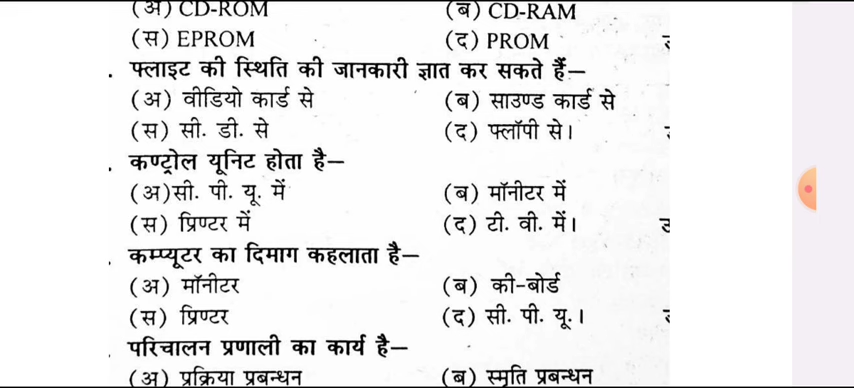 (अ) CD-ROM (ब) CD-RAM
(स) EPROM (द) PROM
. फ्लाइट की स्थिति की जानकारी ज्ञात कर सकते हैं—
(अ) वीडियो कार्ड से (ब) साउण्ड कार्ड से
(स) सी. डी. से (द) फ्लॉपी से।
. कण्ट्रोल यूनिट होता है—
(अ)सी. पी. यू. में (ब) मॉनीटर में
(स) प्रिण्टर में (द) टी. वी. में।
. कम्प्यूटर का दिमाग कहलाता है—
(अ) मॉनीटर (ब) की-बोर्ड
(स) प्रिण्टर (द) सी. पी. यू.।
परिचालन प्रणाली का कार्य है—
(अ) प्रक्रिया प्रबन्धन (ब) स्मृति प्रबन्धन